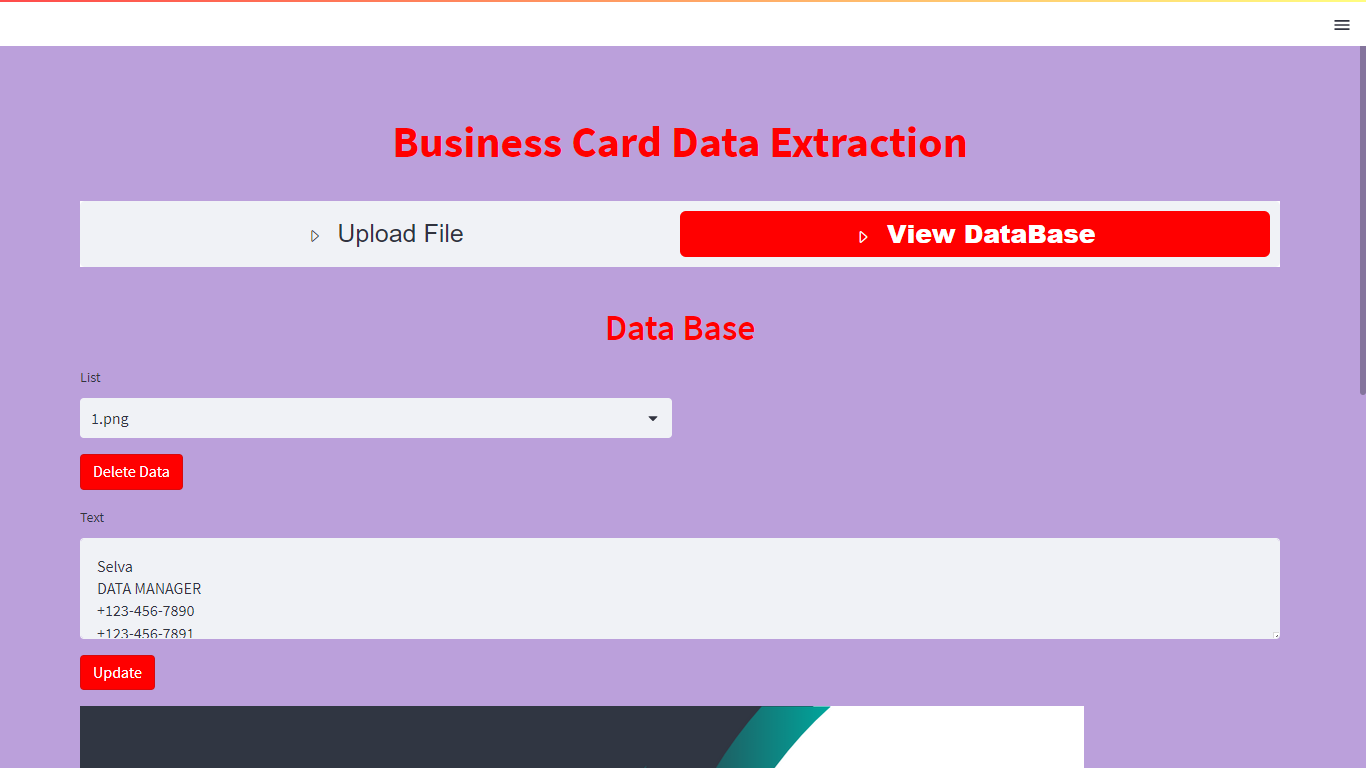 Business Card Data Extraction
Upload File
View DataBase
Data Base
List
1.png
Delete Data
Text
Selva
DATA MANAGER
+123-456-7890
+123-456-7891
Update